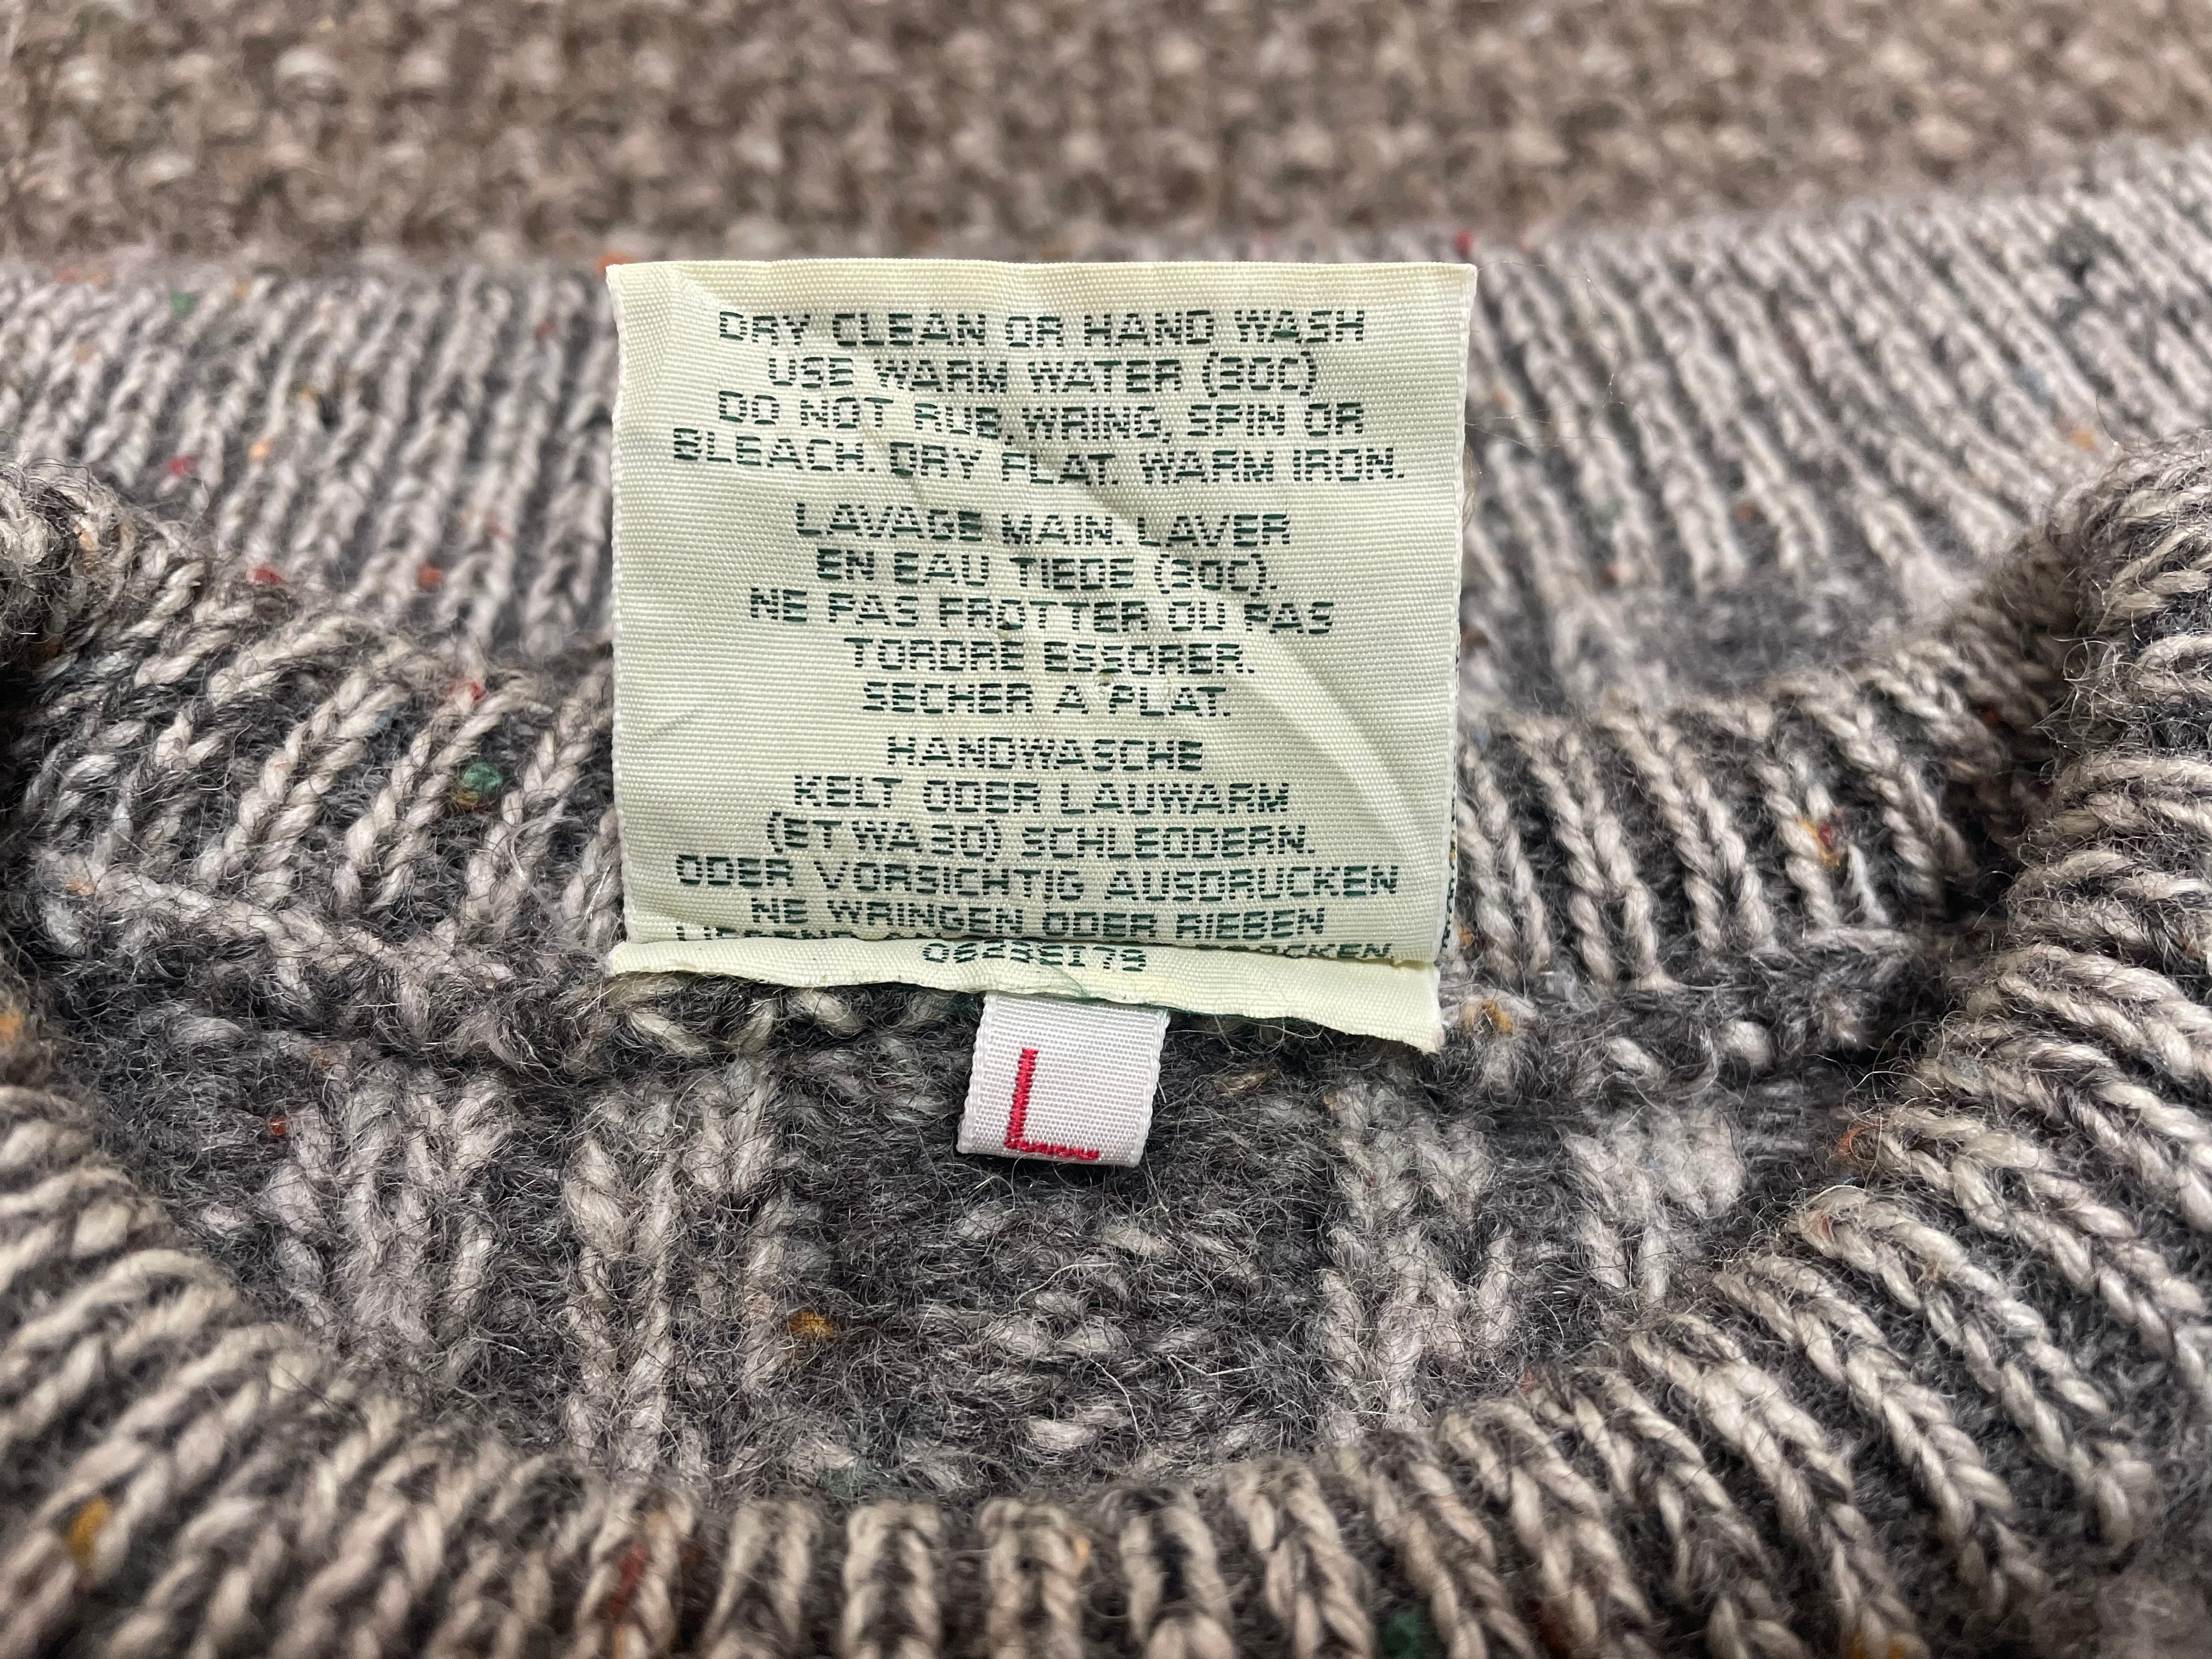 DRY CLEAN OR HAND WASH
USE WARM WATER (30C)
DO NOT RUB, WRING, SPIN OR
BLEACH. DRY FLAT. WARM IRON.
LAVAGE MAIN. LAVER
EN EAU TIEDE (30C).
NE PAS FROTTER OU PAS
TORDRE ESSORER.
SECHER A PLAT.
HANDWASCHE
KELT ODER LAUWARM
(ETWA 30) SCHLEODERN.
ODER VORSICHTIG AUSDRUCKEN
NE WRINGEN ODER RIEBEN
L